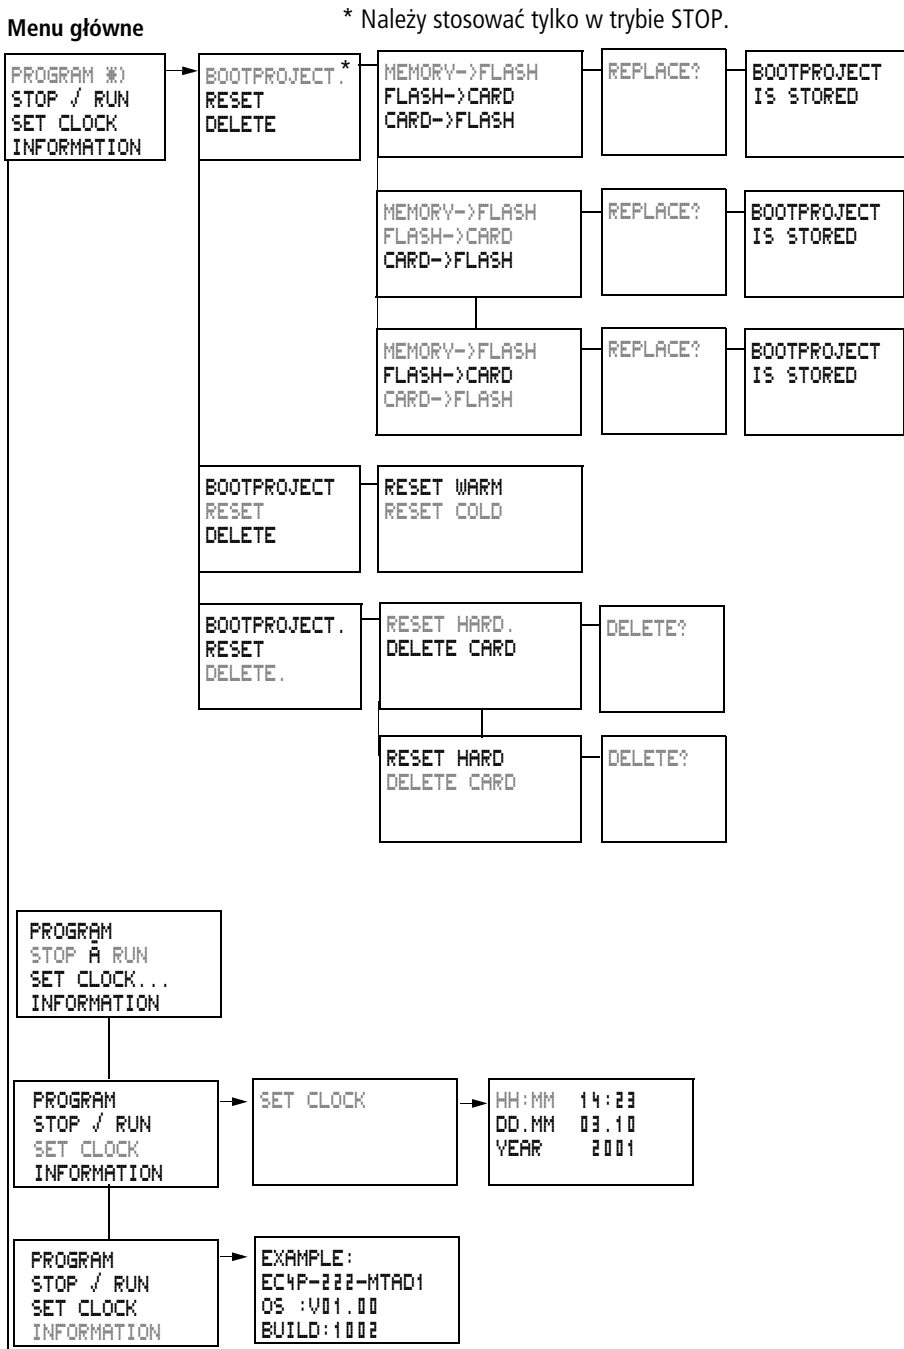 Menu główne
* Należy stosować tylko w trybie STOP.
PROGRAM ⋇)
STOP √ RUN
SET CLOCK
INFORMATION
BOOTPROJECT.*
RESET
DELETE
MEMORY->FLASH
FLASH->CARD
CARD->FLASH
REPLACE?
BOOTPROJECT
IS STORED
MEMORY->FLASH
FLASH->CARD
CARD->FLASH
REPLACE?
BOOTPROJECT
IS STORED
MEMORY->FLASH
FLASH->CARD
CARD->FLASH
REPLACE?
BOOTPROJECT
IS STORED
BOOTPROJECT
RESET
DELETE
RESET WARM
RESET COLD
BOOTPROJECT.
RESET
DELETE.
RESET HARD.
DELETE CARD
DELETE?
RESET HARD
DELETE CARD
DELETE?
PROGRAM
STOP Ä RUN
SET CLOCK...
INFORMATION
PROGRAM
STOP √ RUN
SET CLOCK
INFORMATION
SET CLOCK
HH:MM 14:23
DD.MM 03.10
YEAR 2001
PROGRAM
STOP √ RUN
SET CLOCK
INFORMATION
EXAMPLE:
EC4P-222-MTAD1
OS :V01.00
BUILD:1002